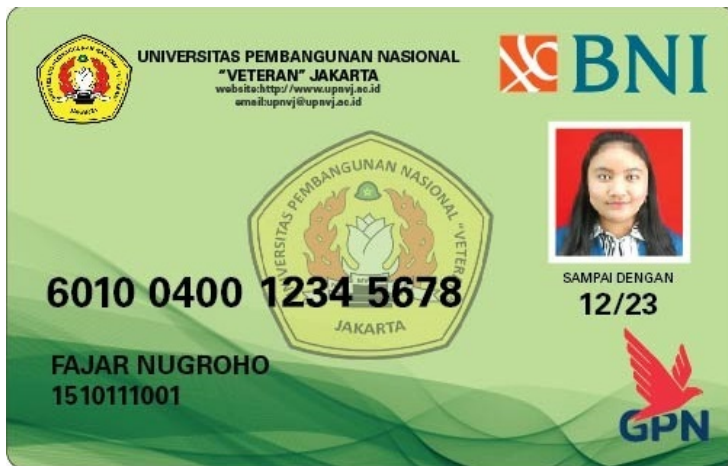 UNIVERSITAS PEMBANGUNAN NASIONAL
"VETERAN" JAKARTA
website:http://www.upnvj.ac.id
email:upnvj@upnvj.ac.id
BNI
UNIVERSITAS PEMBANGUNAN NASIONAL "VETERAN"
JAKARTA
6010 0400 1234 5678
SAMPAI DENGAN
12/23
FAJAR NUGROHO
1510111001
GPN